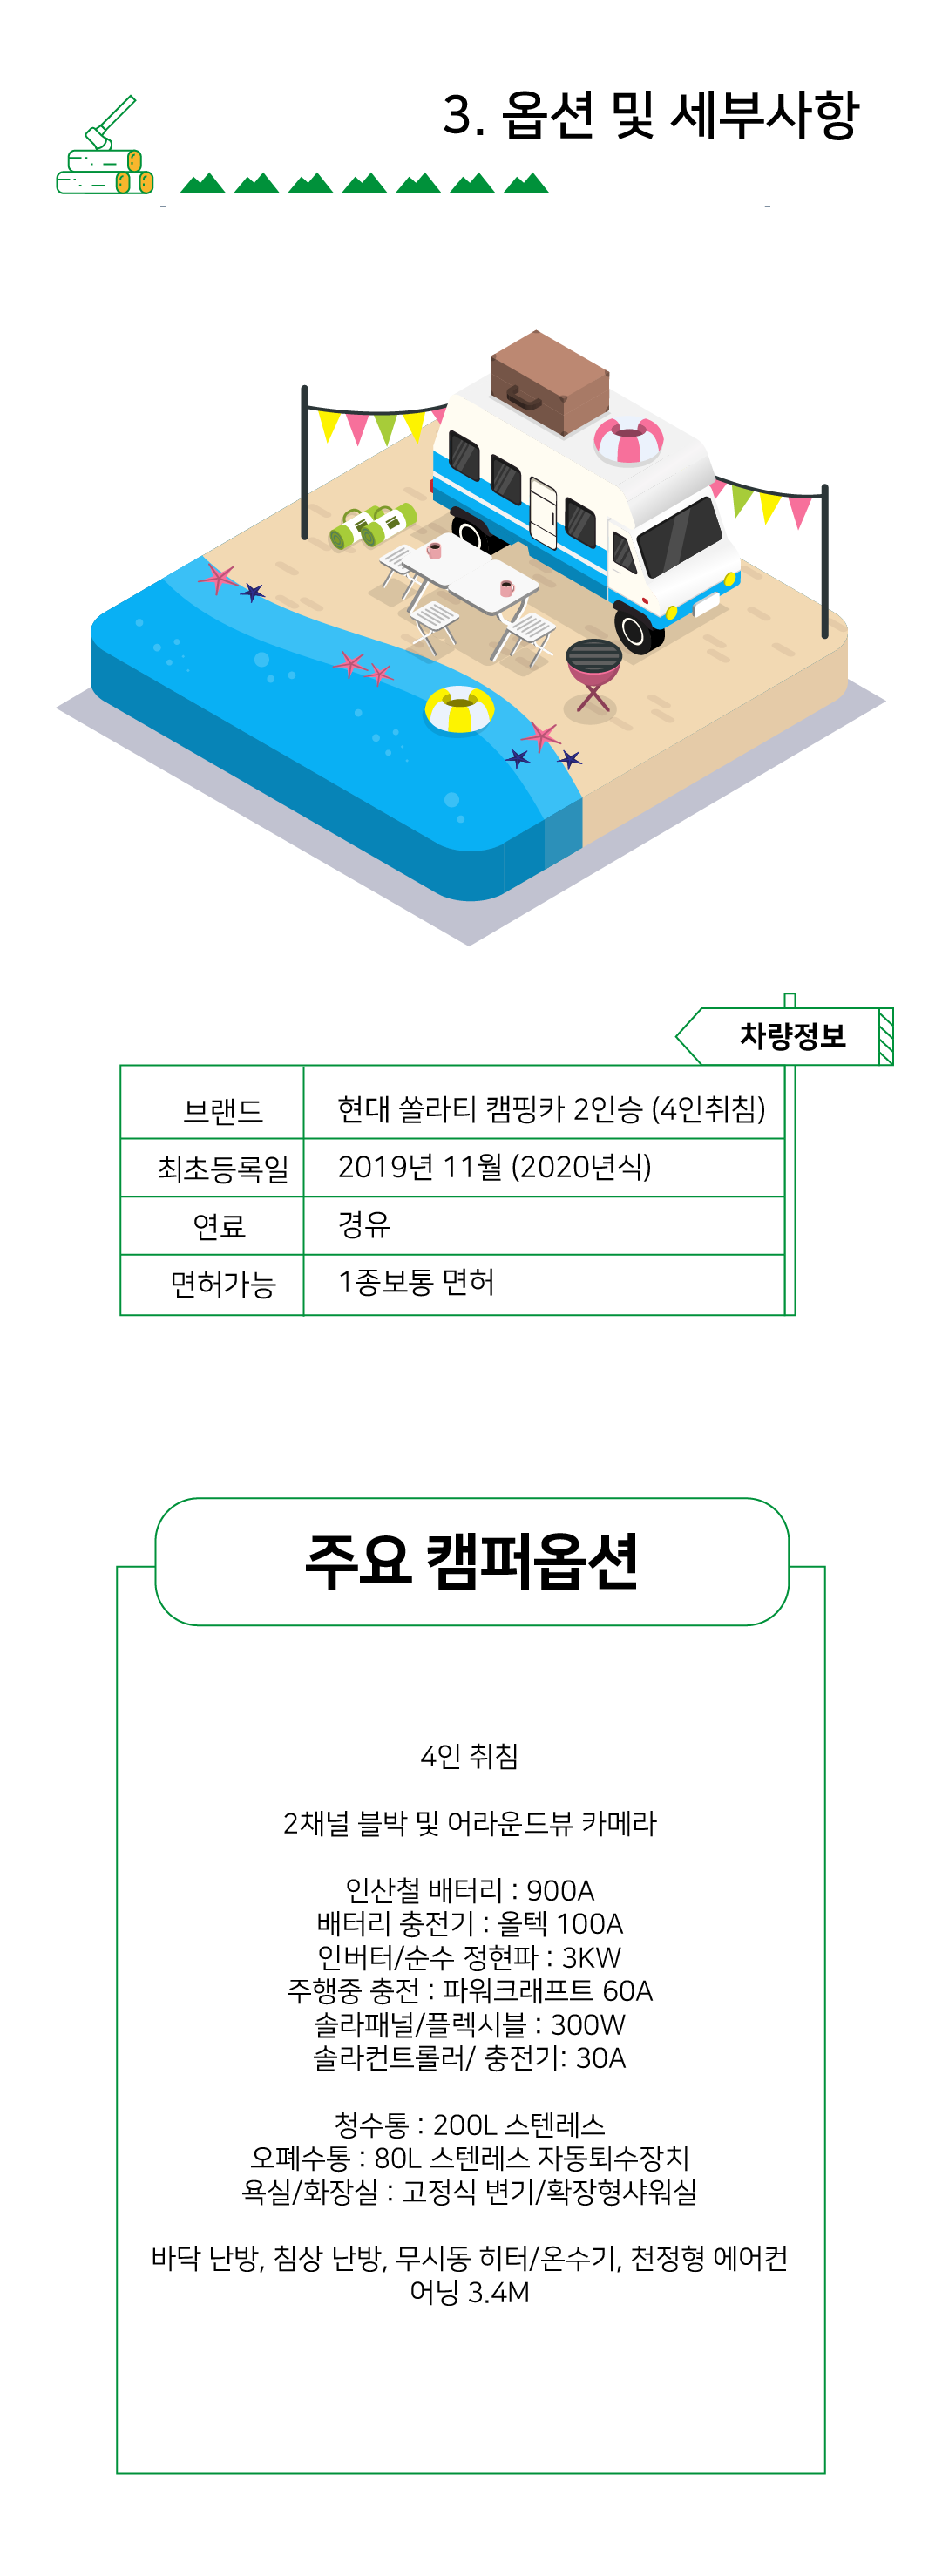 3. 옵션 및 세부사항
차량정보
브랜드 현대 쏠라티 캠핑카 2인승 (4인취침)
최초등록일 2019년 11월 (2020년식)
연료 경유
면허가능 1종보통 면허
주요 캠퍼옵션
4인 취침
2채널 블박 및 어라운드뷰 카메라
인산철 배터리 : 900A
배터리 충전기 : 올텍 100A
인버터/순수 정현파 : 3KW
주행중 충전 : 파워크래프트 60A
솔라패널/플렉시블 : 300W
솔라컨트롤러/ 충전기: 30A
청수통 : 200L 스텐레스
오폐수통 : 80L 스텐레스 자동퇴수장치
욕실/화장실 : 고정식 변기/확장형샤워실
바닥 난방, 침상 난방, 무시동 히터/온수기, 천정형 에어컨
어닝 3.4M